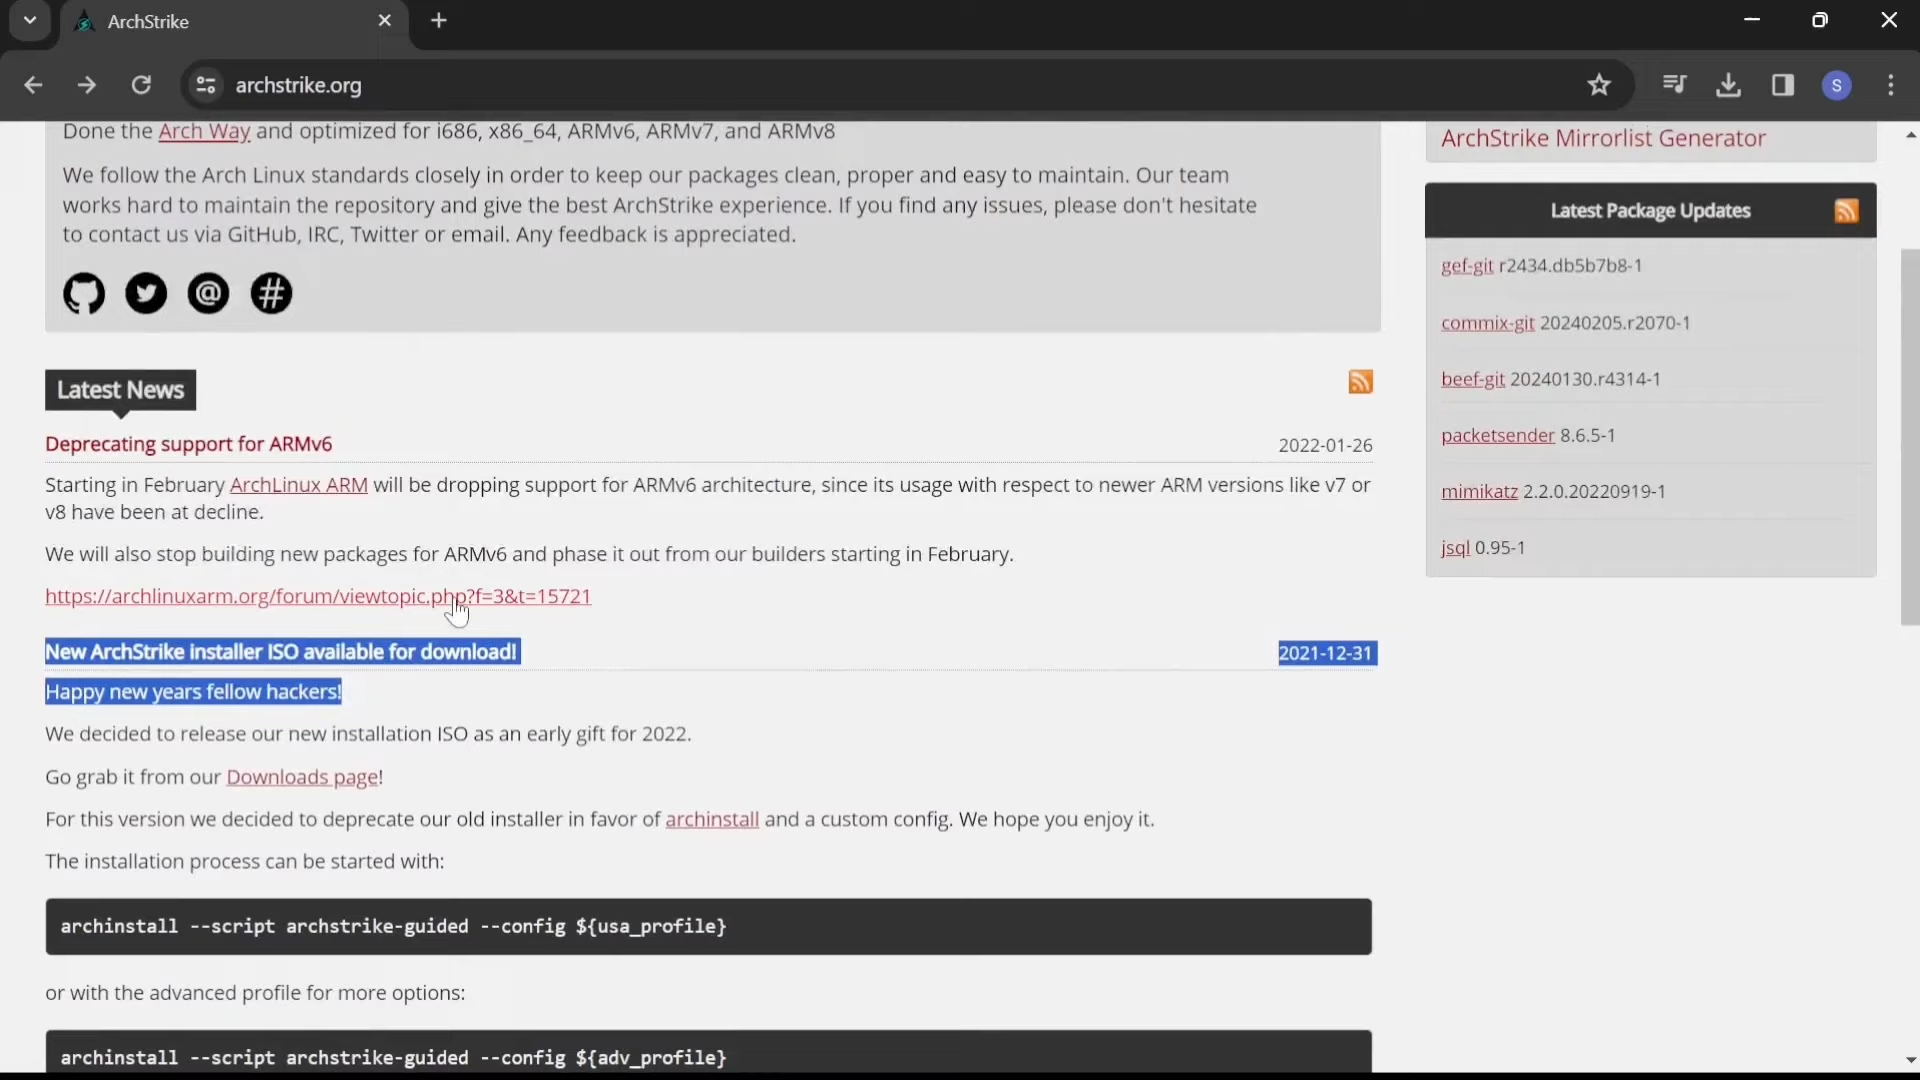 ArchStrike
archstrike.org
S
Done the Arch Way and optimized for i686, x86_64, ARMv6, ARMv7, and ARMv8
We follow the Arch Linux standards closely in order to keep our packages clean, proper and easy to maintain. Our team
works hard to maintain the repository and give the best ArchStrike experience. If you find any issues, please don't hesitate
to contact us via GitHub, IRC, Twitter or email. Any feedback is appreciated.
@ #
Latest News
Deprecating support for ARMv6 2022-01-26
Starting in February ArchLinux ARM will be dropping support for ARMv6 architecture, since its usage with respect to newer ARM versions like v7 or
v8 have been at decline.
We will also stop building new packages for ARMv6 and phase it out from our builders starting in February.
https://archlinuxarm.org/forum/viewtopic.php?f=3&t=15721
New ArchStrike installer ISO available for download! 2021-12-31
Happy new years fellow hackers!
We decided to release our new installation ISO as an early gift for 2022.
Go grab it from our Downloads page!
For this version we decided to deprecate our old installer in favor of archinstall and a custom config. We hope you enjoy it.
The installation process can be started with:
archinstall --script archstrike-guided --config ${usa_profile}
or with the advanced profile for more options:
archinstall --script archstrike-guided --config ${adv_profile}
ArchStrike Mirrorlist Generator
Latest Package Updates
gef-git r2434.db5b7b8-1
commix-git 20240205.r2070-1
beef-git 20240130.r4314-1
packetsender 8.6.5-1
mimikatz 2.2.0.20220919-1
jsql 0.95-1